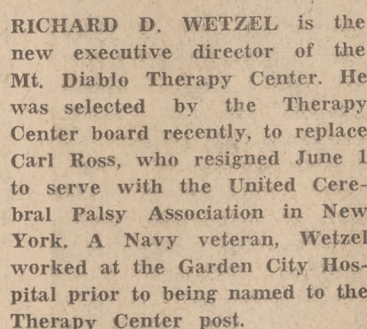 RICHARD D. WETZEL is the
new executive director of the
Mt. Diablo Therapy Center. He
was selected by the Therapy
Center board recently, to replace
Carl Ross, who resigned June 1
to serve with the United Cere-
bral Palsy Association in New
York. A Navy veteran, Wetzel
worked at the Garden City Hos-
pital prior to being named to the
Therapy Center post.